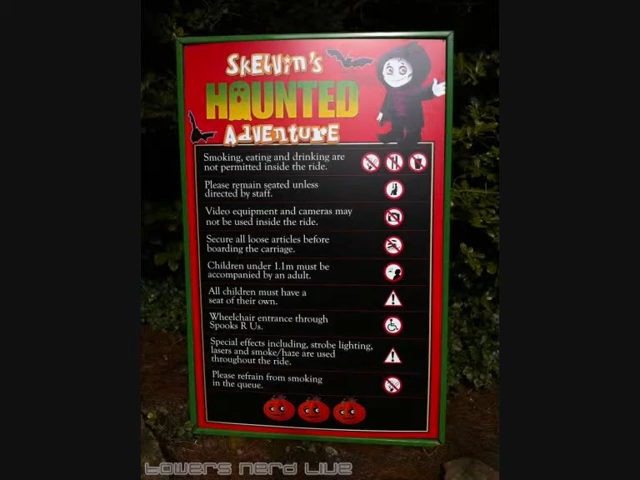 Skelvin's
Haunted
Adventure
Smoking, eating and drinking are
not permitted inside the ride.
Please remain seated unless
directed by staff.
Video equipment and cameras may
not be used inside the ride.
Secure all loose articles before
boarding the carriage.
Children under 1.1m must be
accompanied by an adult.
All children must have a
seat of their own.
Wheelchair entrance through
Spooks R Us.
Special effects including, strobe lighting,
lasers and smoke/haze are used
throughout the ride.
Please refrain from smoking
in the queue.
Towers Nerd Live